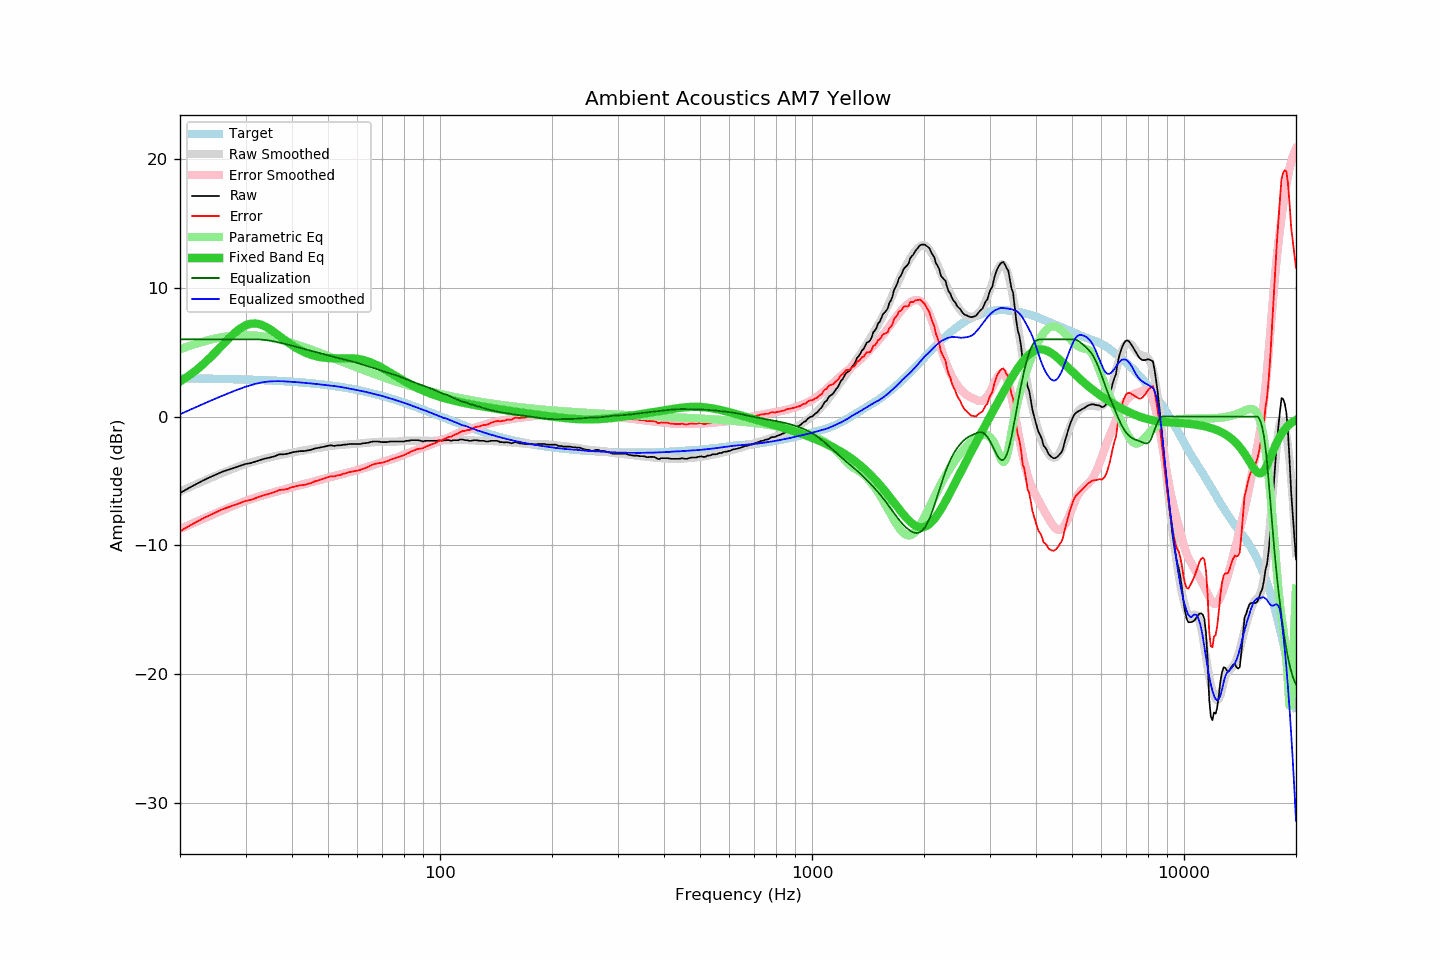 Ambient Acoustics AM7 Yellow
Target
Raw Smoothed
Error Smoothed
Raw
Error
Parametric Eq
Fixed Band Eq
Equalization
Equalized smoothed
20
10
0
−10
−20
−30
Amplitude (dBr)
100
1000
10000
Frequency (Hz)